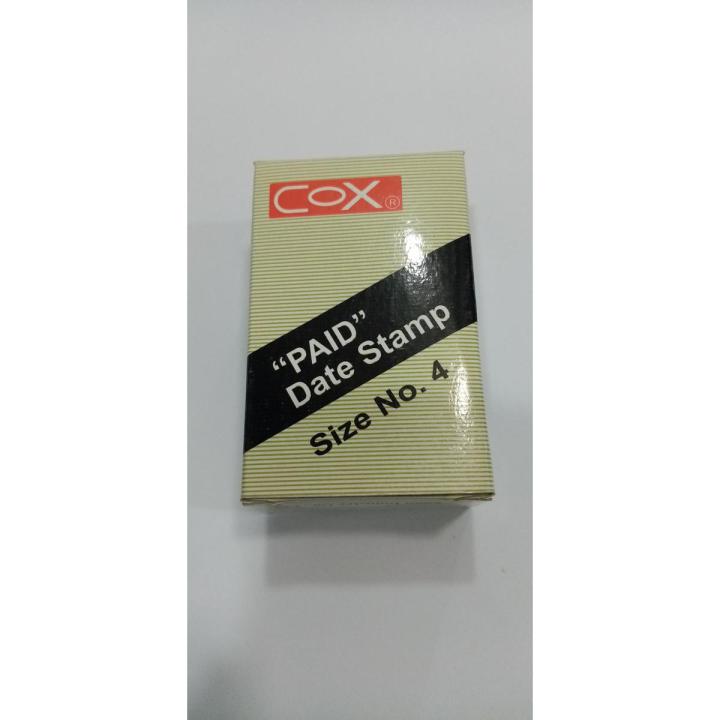 COX®
“PAID”
Date Stamp
Size No. 4